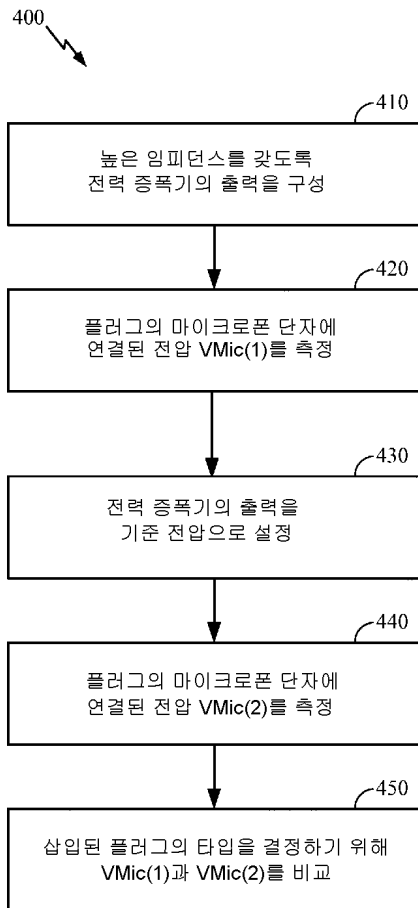 400
410
높은 임피던스를 갖도록
전력 증폭기의 출력을 구성
420
플러그의 마이크로폰 단자에
연결된 전압 VMic(1)를 측정
430
전력 증폭기의 출력을
기준 전압으로 설정
440
플러그의 마이크로폰 단자에
연결된 전압 VMic(2)를 측정
450
삽입된 플러그의 타입을 결정하기 위해
VMic(1)과 VMic(2)를 비교